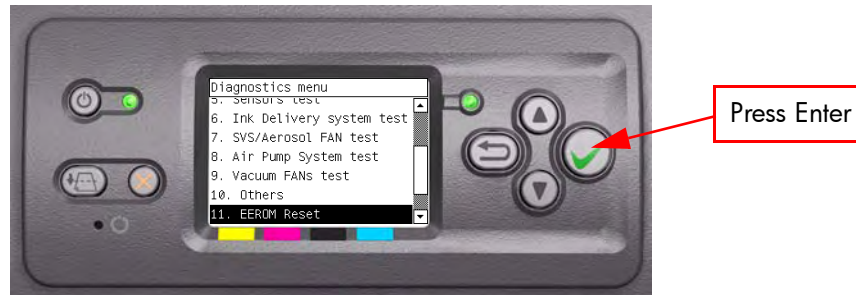 Diagnostics menu
5. Sensors test
6. Ink Delivery system test
7. SVS/Aerosol FAN test
8. Air Pump System test
9. Vacuum FANs test
10. Others
11. EEROM Reset
Press Enter